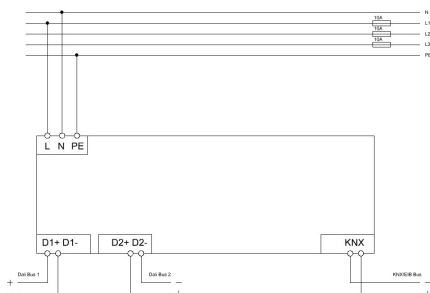 N
10A
L1
10A
L2
10A
L3
PE
L N PE
D1+ D1-
D2+ D2-
KNX
+ Dali Bus 1 -
+ Dali Bus 2 -
+ KNX/EIB Bus -